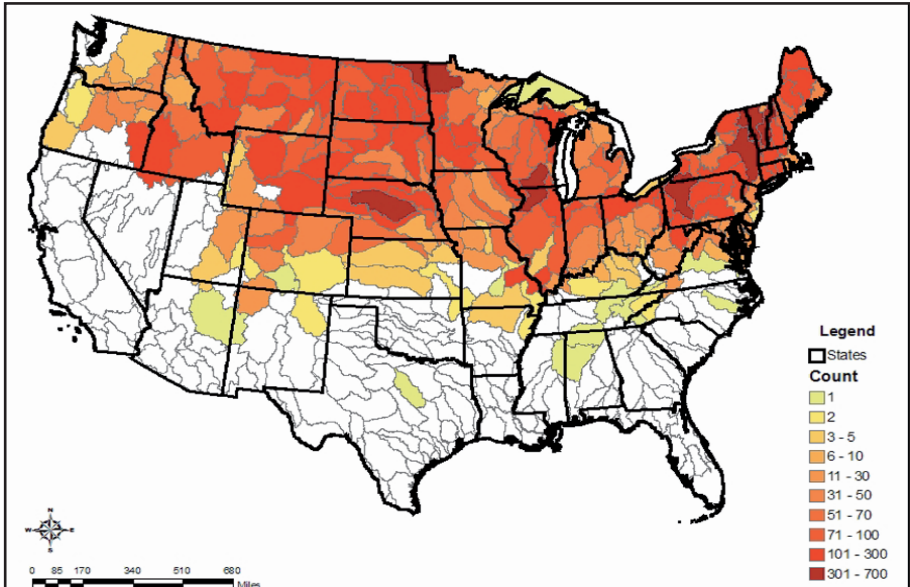 Legend
States
Count
1
2
3 - 5
6 - 10
11 - 30
31 - 50
51 - 70
71 - 100
101 - 300
301 - 700
N
W E
S
0 85 170 340 510 680
Miles